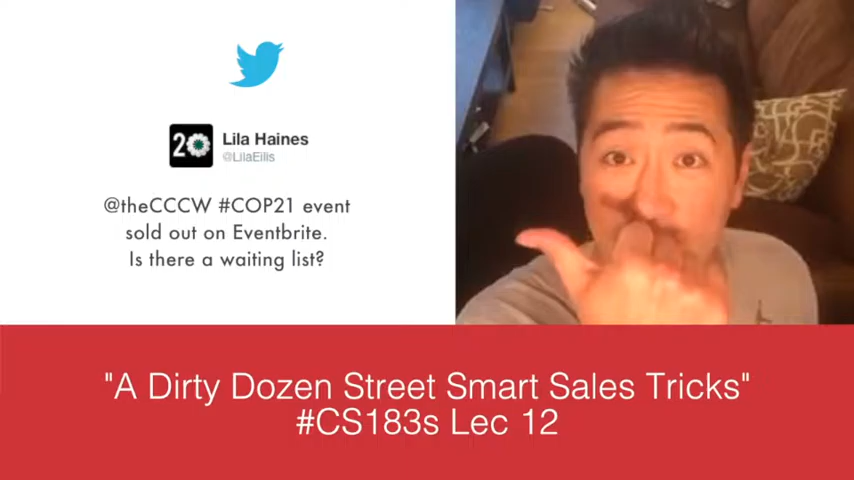 20
Lila Haines
@LilaEilis
@theCCCW #COP21 event
sold out on Eventbrite.
Is there a waiting list?
"A Dirty Dozen Street Smart Sales Tricks"
#CS183s Lec 12